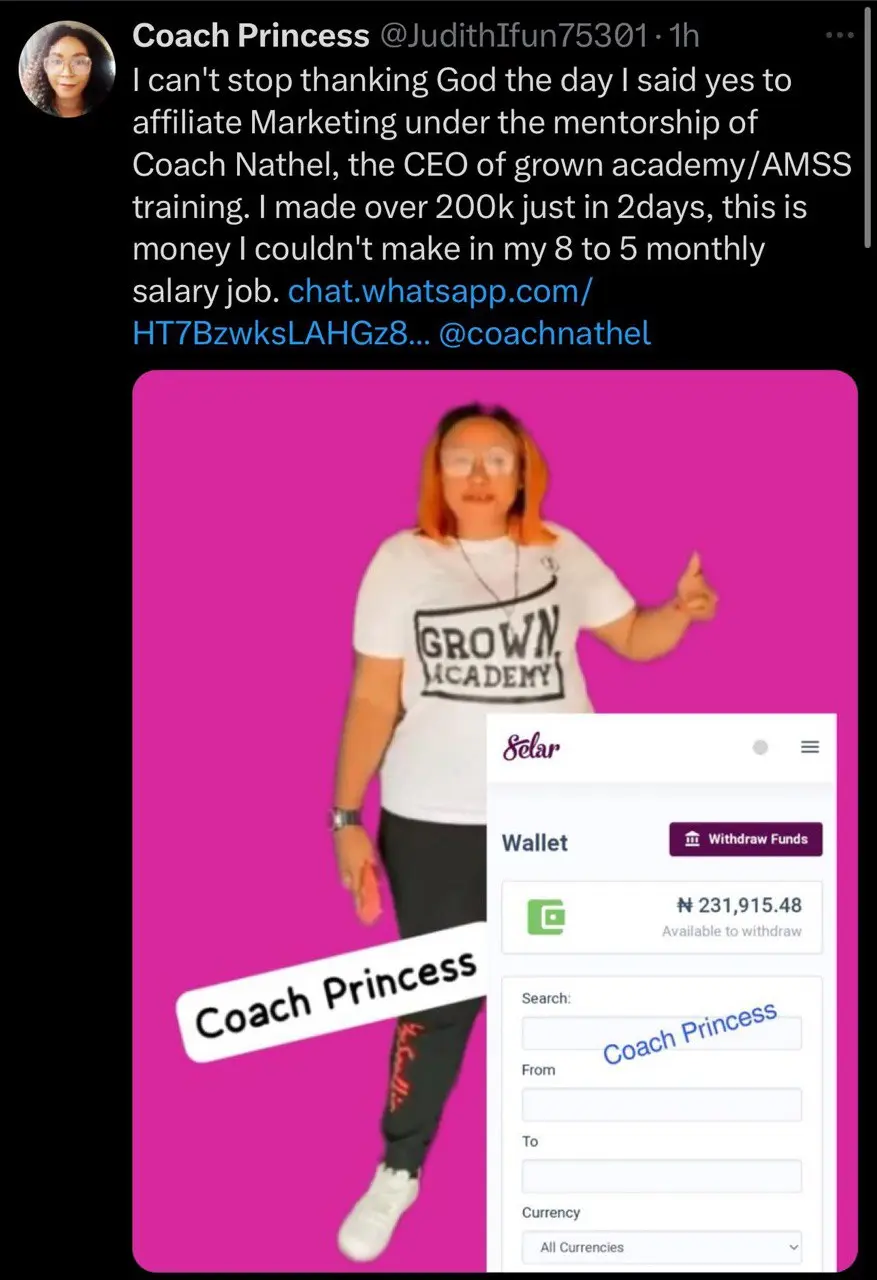 Coach Princess @JudithIfun75301 · 1h
I can't stop thanking God the day I said yes to
affiliate Marketing under the mentorship of
Coach Nathel, the CEO of grown academy/AMSS
training. I made over 200k just in 2days, this is
money I couldn't make in my 8 to 5 monthly
salary job. chat.whatsapp.com/
HT7BzwksLAHGz8... @coachnathel
GROWN
ACADEMY
Selar
Wallet
Withdraw Funds
₦ 231,915.48
Available to withdraw
Coach Princess
Search:
Coach Princess
From
To
Currency
All Currencies